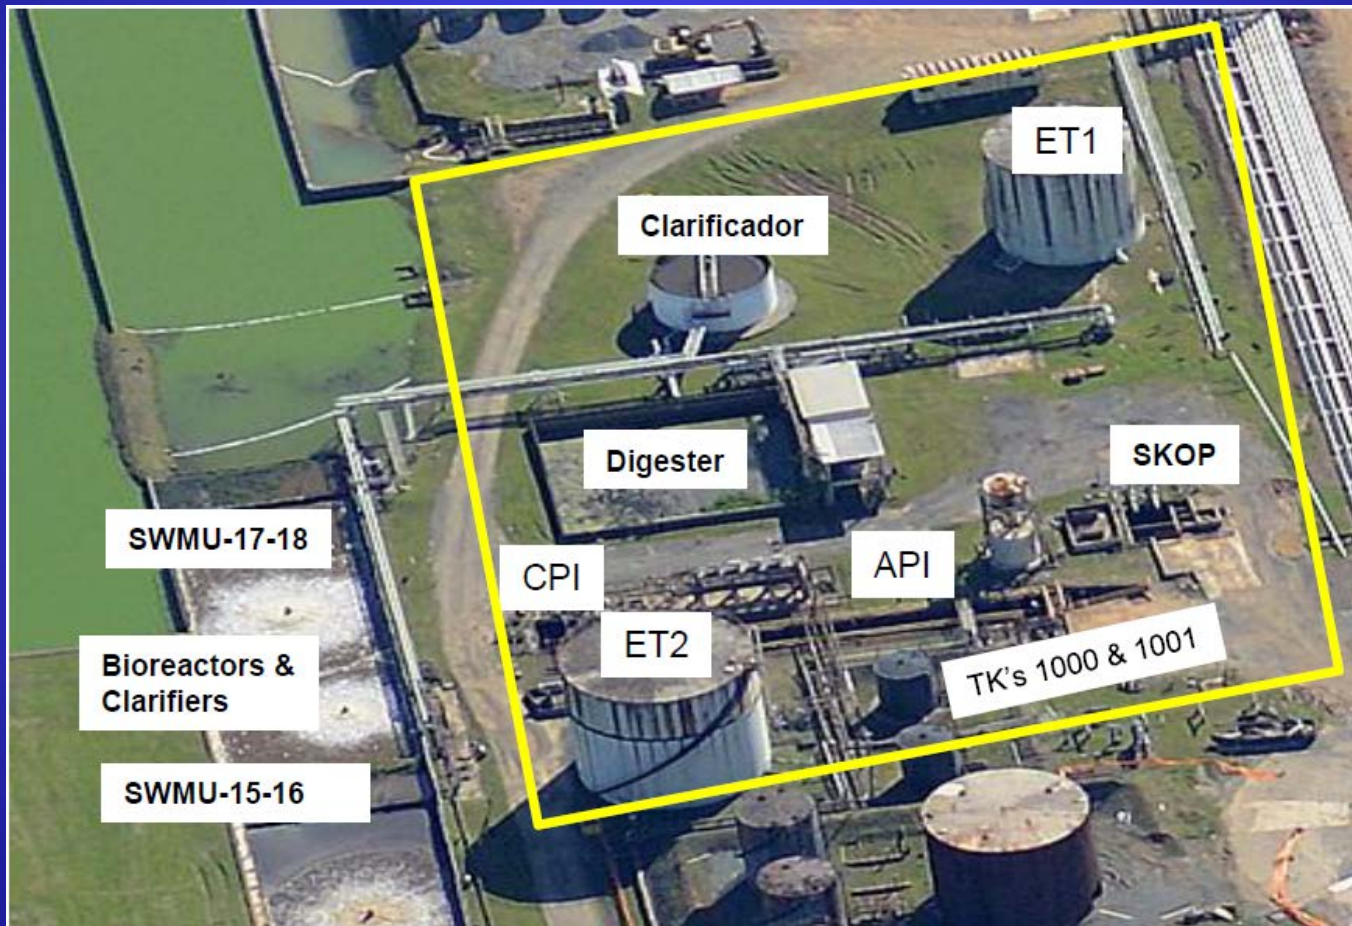 ET1
Clarificador
SKOP
Digester
SWMU-17-18
API
CPI
ET2
TK's 1000 & 1001
Bioreactors &
Clarifiers
SWMU-15-16